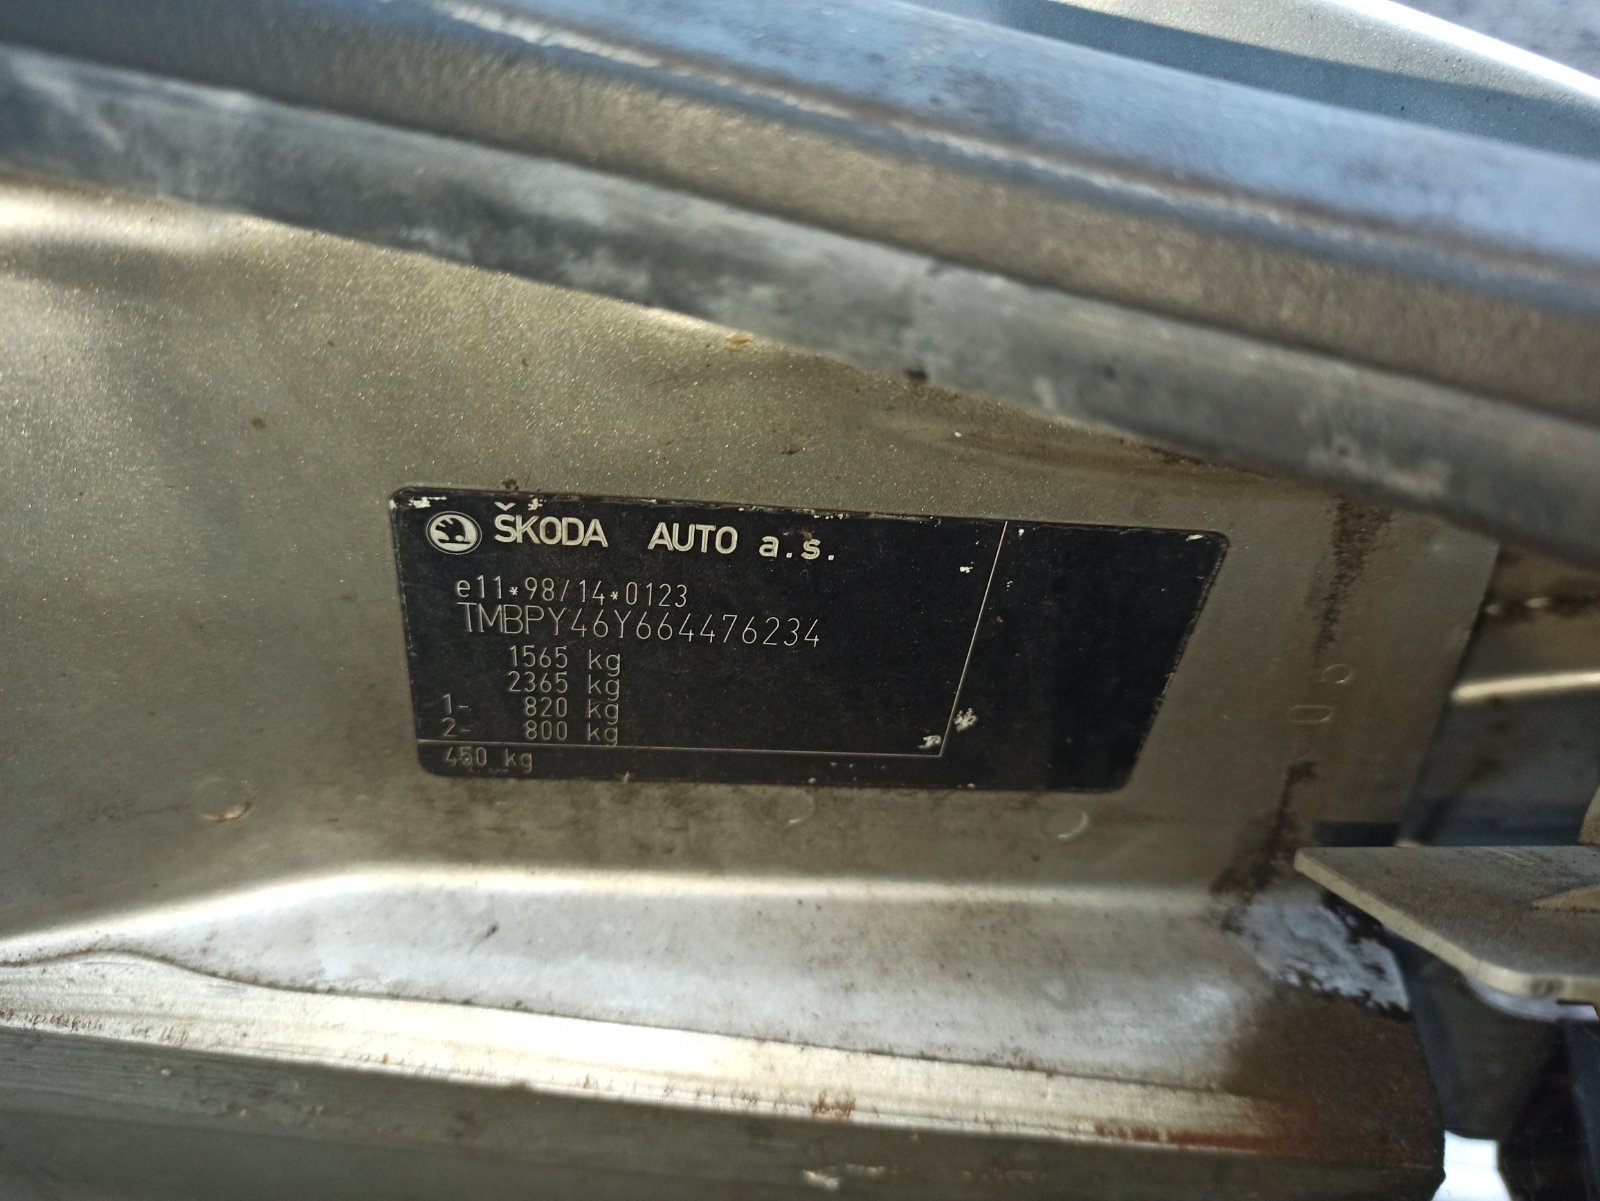 ŠKODA AUTO a.s.
e11*98/14*0123
TMBPY46Y664476234
1565 kg
2365 kg
1- 820 kg
2- 800 kg
450 kg